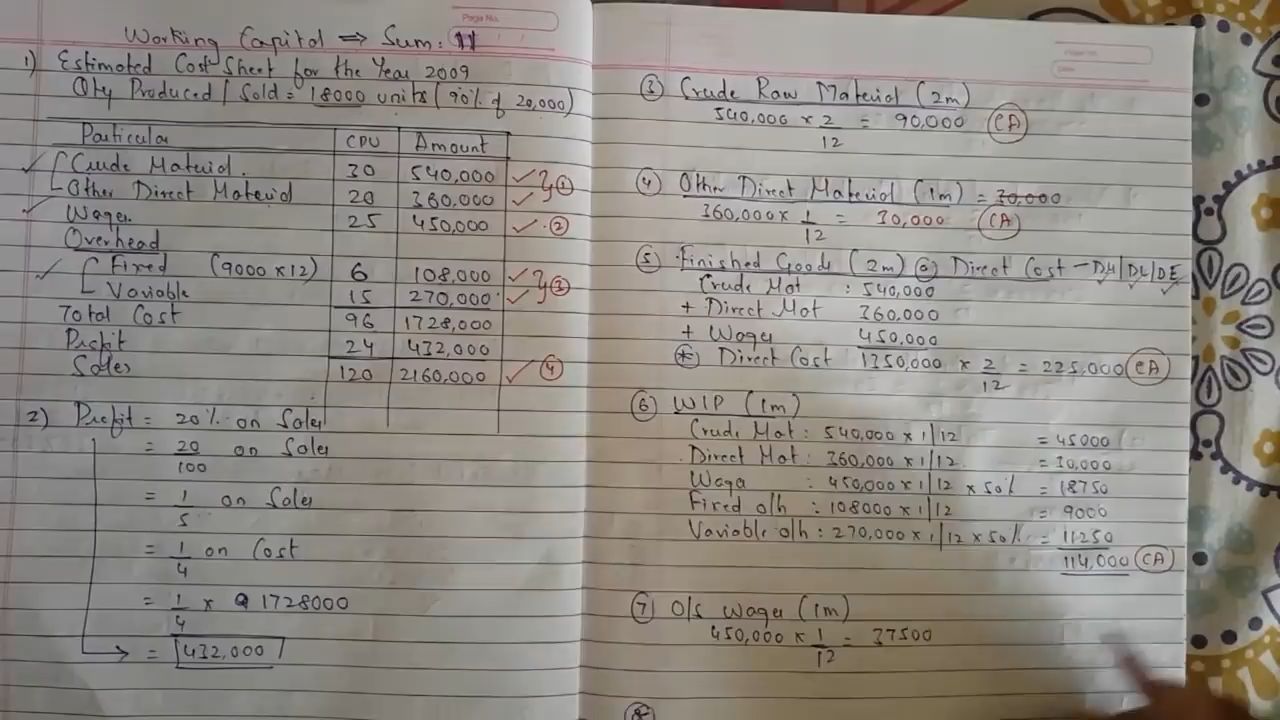 Page No.
Working Capital ⇒ Sum: 11
1) Estimated Cost Sheet for the Year 2009
Qty Produced / Sold = 18000 units (90% of 20,000)
Particular CPU Amount
Crude Material. 30 540,000 ✓
Other Direct Material 20 360,000 ✓ } ①
Wages 25 450,000 ✓ ②
Overhead
Fixed (9000 x 12) 6 108,000 ✓
Variable 15 270,000 ✓ } ③
Total Cost 96 1728,000
Profit 24 432,000
Sales 120 2160,000 ✓ ④
2) Profit = 20% on Sales
= 20/100 on Sales
= 1/5 on Sales
= 1/4 on Cost
= 1/4 x 1728000
= 432,000
③ Crude Raw Material (2m)
540,000 x 2/12 = 90,000 (CA)
④ Other Direct Material (1m) = 30,000
360,000 x 1/12 = 30,000 (CA)
⑤ Finished Goods (2m) @ Direct Cost - DM/DL/DE
Crude Mat : 540,000
+ Direct Mat 360,000
+ Wages 450,000
* Direct Cost 1350,000 x 2/12 = 225,000 (CA)
⑥ WIP (1m)
Crude Mat : 540,000 x 1/12 = 45000
Direct Mat : 360,000 x 1/12 = 30,000
Wages : 450,000 x 1/12 x 50% = 18750
Fixed o/h : 108000 x 1/12 = 9000
Variable o/h : 270,000 x 1/12 x 50% = 11250
114,000 (CA)
⑦ O/S Wages (1m)
450,000 x 1/12 = 37500